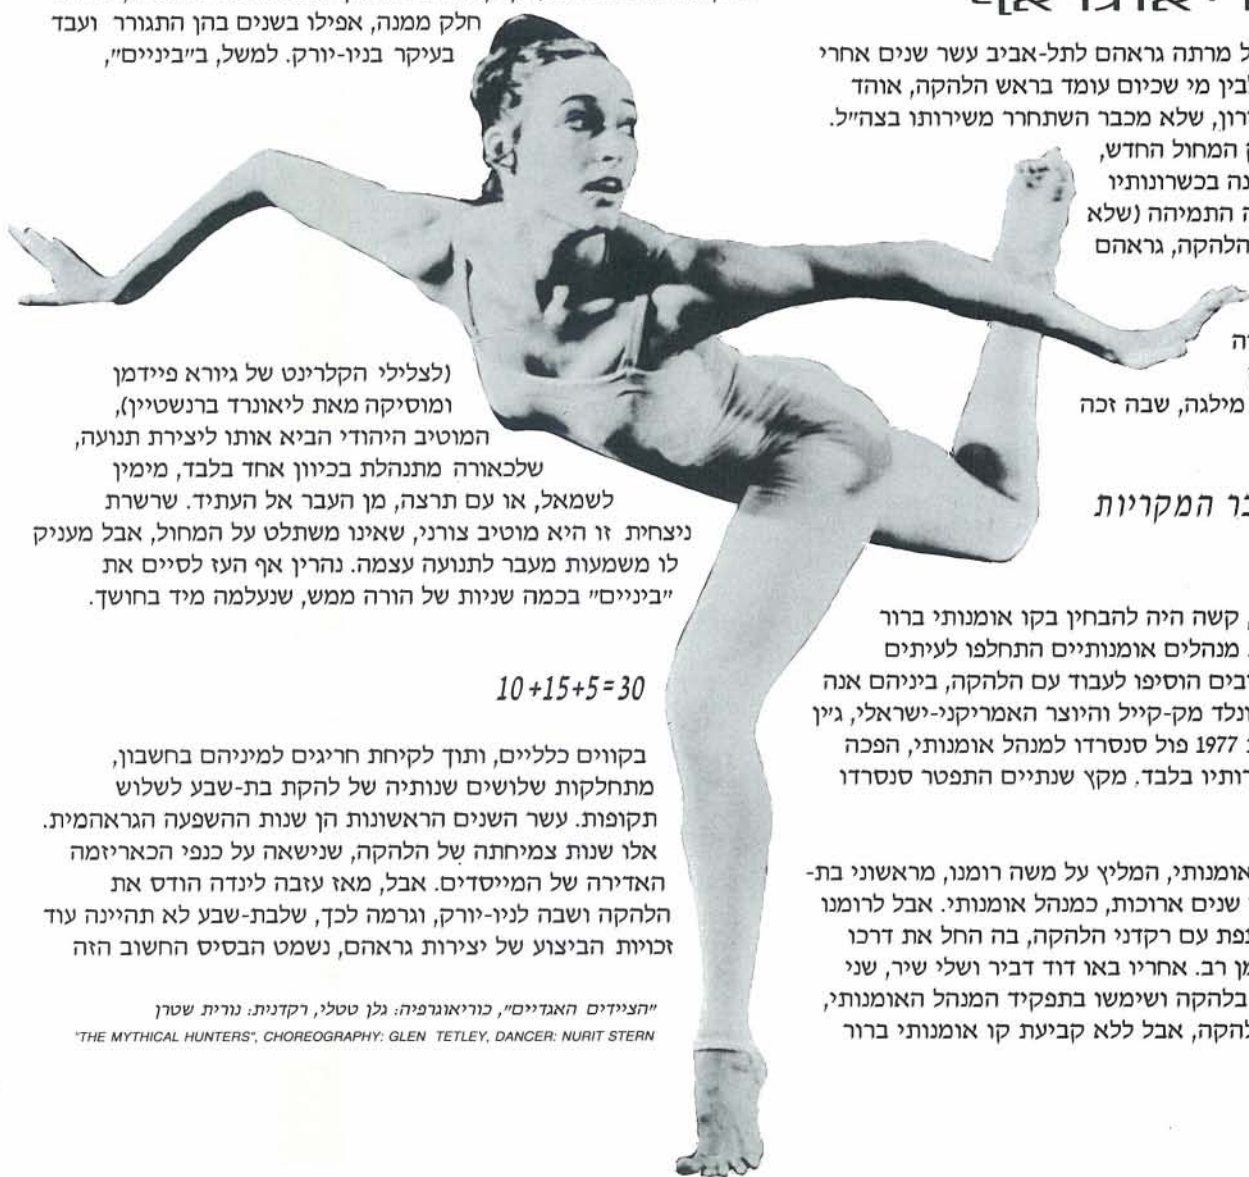 ל מרתה גראהם לתל-אביב עשר שנים אחרי
לבין מי שכיום עומד בראש הלהקה, אוהד
רון, שלא מכבר השתחרר משירותו בצה״ל.
המחול החדש,
נה בכשרונותיו
ה התמיהה (שלא
הלהקה, גראהם
מילגה, שבה זכה
בר המקריות
קשה היה להבחין בקו אומנותי ברור
מנהלים אומנותיים התחלפו לעיתים
בים הוסיפו לעבוד עם הלהקה, ביניהם אנה
ונלד מק-קייל והיוצר האמריקני-ישראלי, ג׳ין
1977 פול סנסרדו למנהל אומנותי, הפכה
רותיו בלבד. מקץ שנתיים התפטר סנסרדו
אומנותי, המליץ על משה רומנו, מראשוני בת-
שנים ארוכות, כמנהל אומנותי. אבל לרומנו
נפת עם רקדני הלהקה, בה החל את דרכו
מן רב. אחריו באו דוד דביר ושלי שיר, שני
בלהקה ושימשו בתפקיד המנהל האומנותי,
להקה, אבל ללא קביעת קו אומנותי ברור
חלק ממנה, אפילו בשנים בהן התגורר ועבד
בעיקר בניו-יורק. למשל, ב״ביניים״,
(לצלילי הקלרינט של גיורא פיידמן
ומוסיקה מאת ליאונרד ברנשטיין),
המוטיב היהודי הביא אותו ליצירת תנועה,
שלכאורה מתנהלת בכיוון אחד בלבד, מימין
לשמאל, או עם תרצה, מן העבר אל העתיד. שרשרת
ניצחית זו היא מוטיב צורני, שאינו משתלט על המחול, אבל מעניק
לו משמעות מעבר לתנועה עצמה. נהרין אף העז לסיים את
״ביניים״ בכמה שניות של הורה ממש, שנעלמה מיד בחושך.
10+15+5=30
בקווים כלליים, ותוך לקיחת חריגים למיניהם בחשבון,
מתחלקות שלושים שנותיה של להקת בת-שבע לשלוש
תקופות. עשר השנים הראשונות הן שנות ההשפעה הגראהמית.
אלו שנות צמיחתה של הלהקה, שנישאה על כנפי הכאריזמה
האדירה של המייסדים. אבל, מאז עזבה לינדה הודס את
הלהקה ושבה לניו-יורק, וגרמה לכך, שלבת-שבע לא תהיינה עוד
זכויות הביצוע של יצירות גראהם, נשמט הבסיס החשוב הזה
״הציידים האגדיים״, כוריאוגרפיה: גלן טטלי, רקדנית: נורית שטרן
"THE MYTHICAL HUNTERS", CHOREOGRAPHY: GLEN TETLEY, DANCER: NURIT STERN